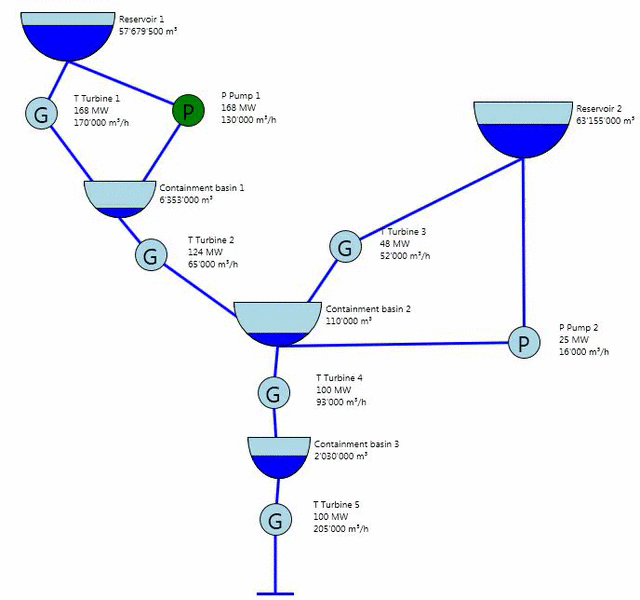 Reservoir 1
57'679'500 m³
T Turbine 1
168 MW
170'000 m³/h
G
P Pump 1
168 MW
130'000 m³/h
P
Reservoir 2
63'155'000 m³
Containment basin 1
6'353'000 m³
T Turbine 2
124 MW
65'000 m³/h
G
T Turbine 3
48 MW
52'000 m³/h
G
Containment basin 2
110'000 m³
P Pump 2
25 MW
16'000 m³/h
P
T Turbine 4
100 MW
93'000 m³/h
G
Containment basin 3
2'030'000 m³
T Turbine 5
100 MW
205'000 m³/h
G